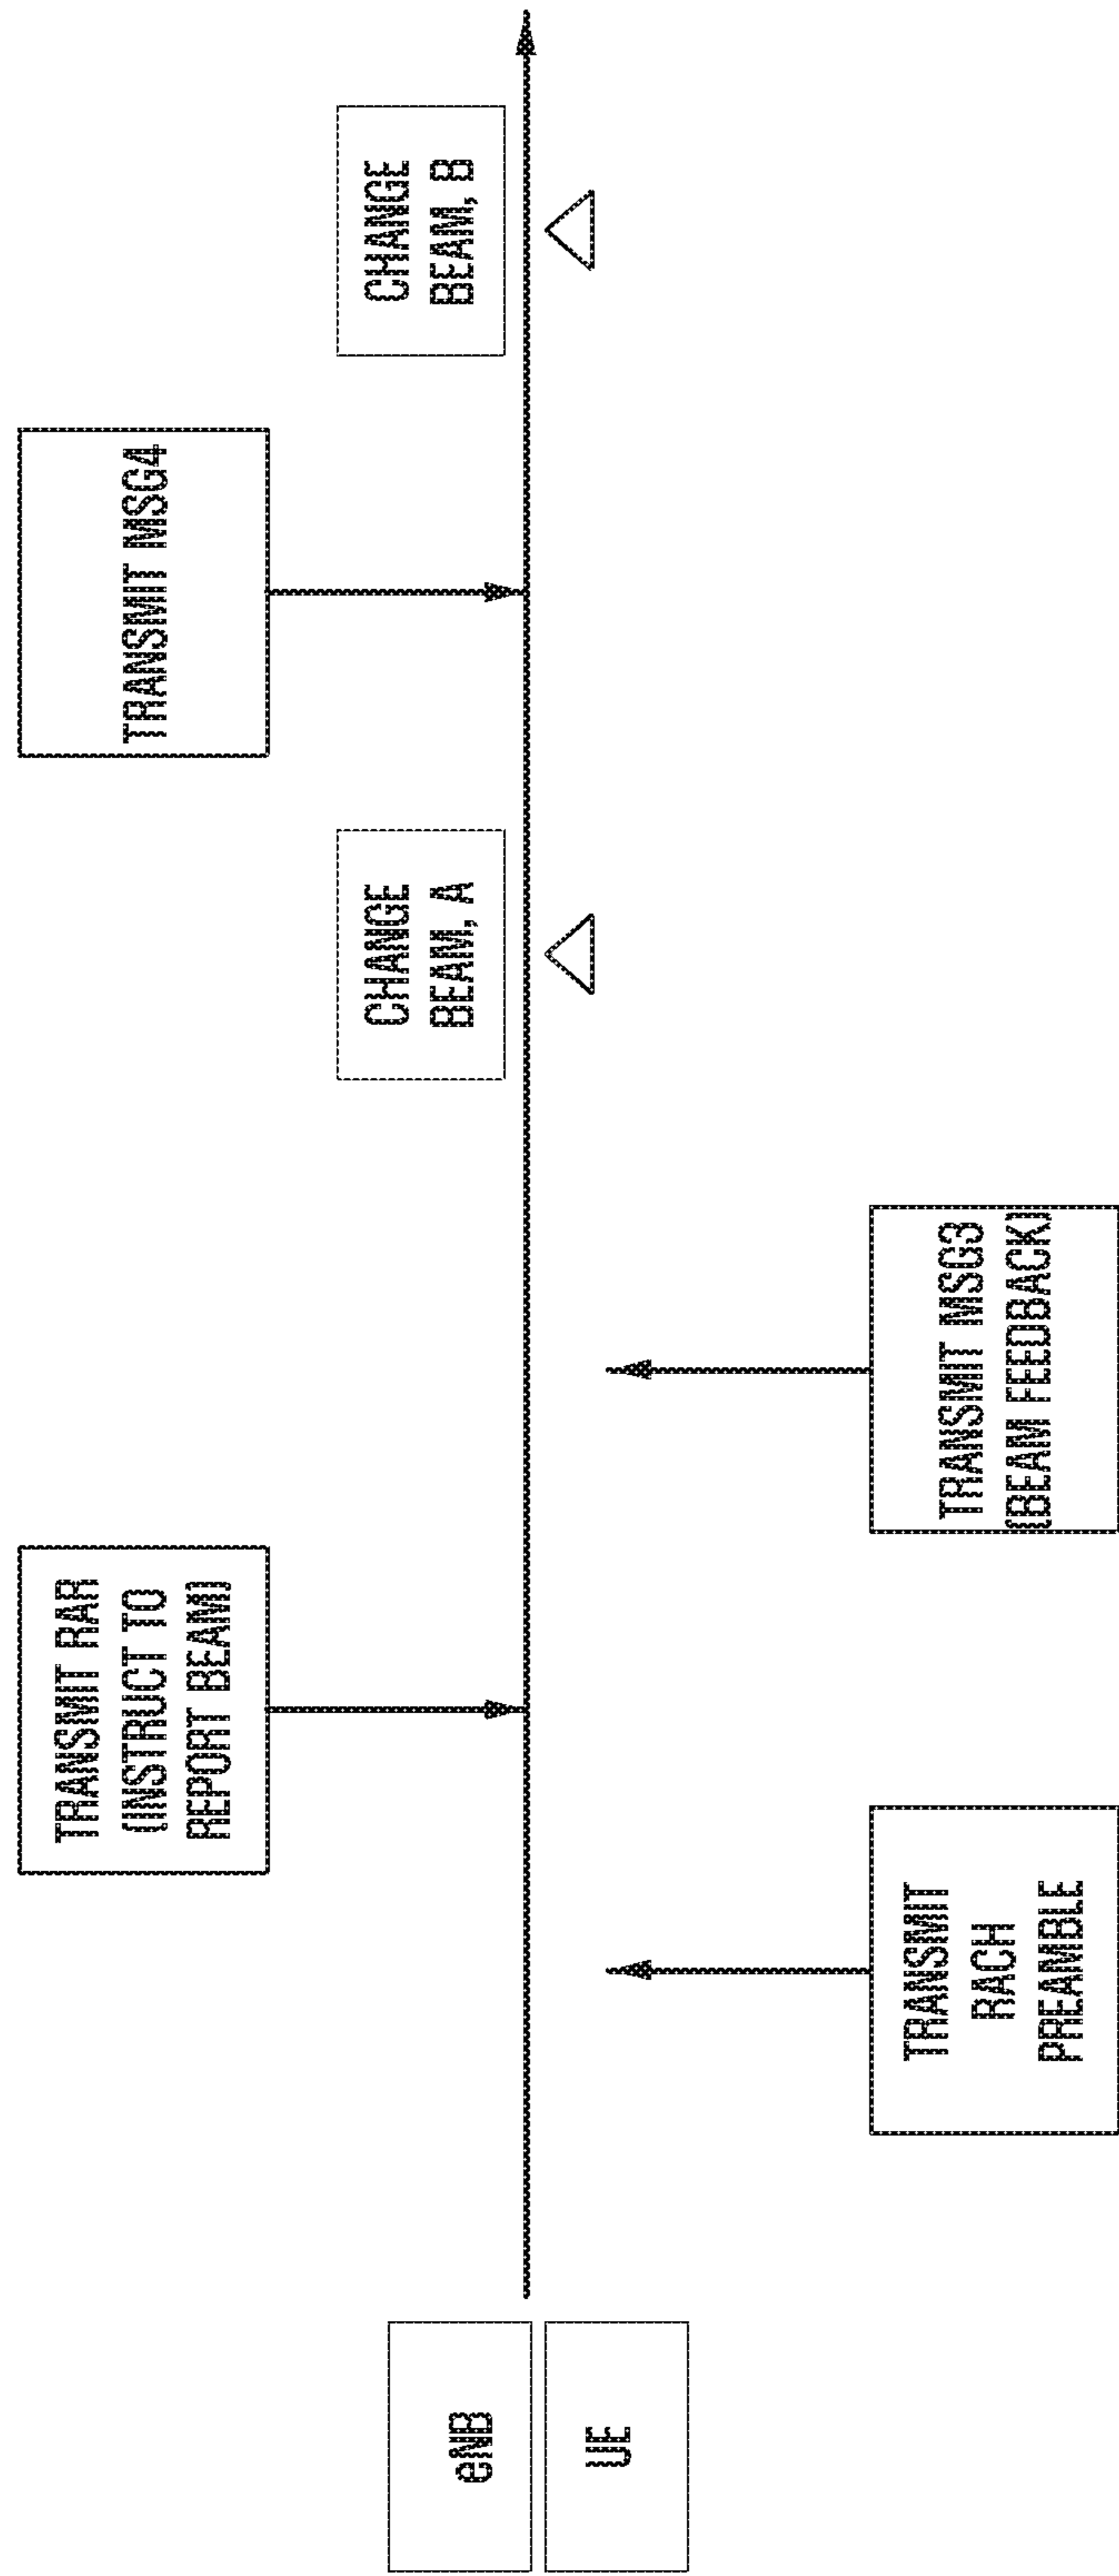 eNB
UE
TRANSMIT
RACH
PREAMBLE
TRANSMIT RAR
(INSTRUCT TO
REPORT BEAM)
TRANSMIT MSG3
(BEAM FEEDBACK)
CHANGE
BEAM, A
TRANSMIT MSG4
CHANGE
BEAM, B